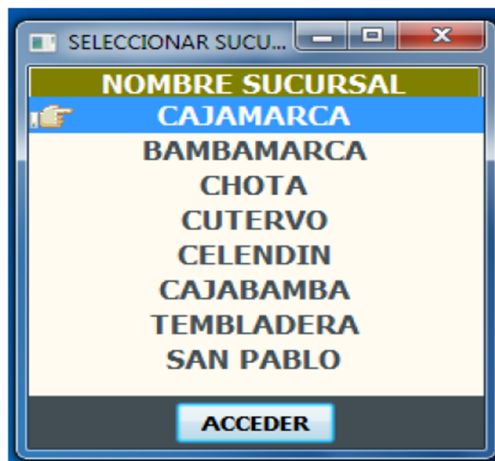 SELECCIONAR SUCU...
NOMBRE SUCURSAL
CAJAMARCA
BAMBAMARCA
CHOTA
CUTERVO
CELENDIN
CAJABAMBA
TEMBLADERA
SAN PABLO
ACCEDER